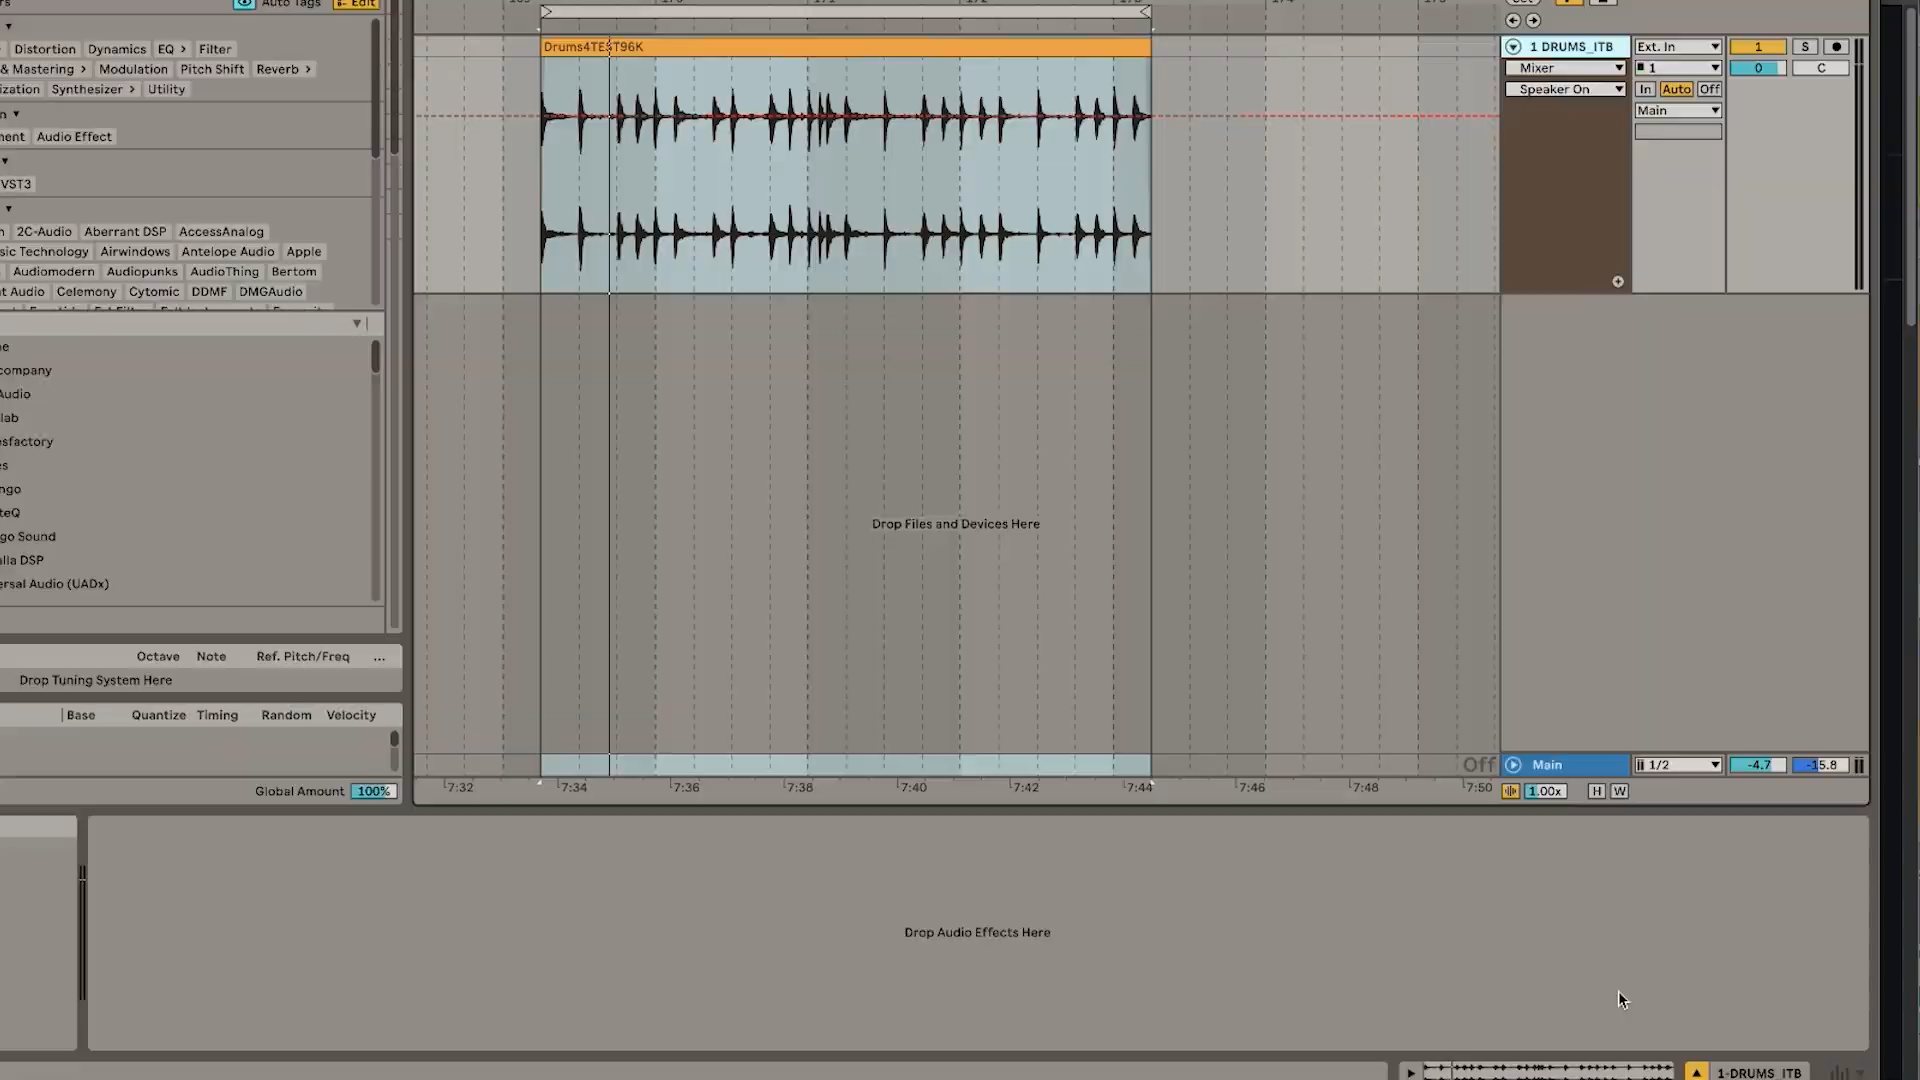 Auto Tags Edit
Distortion Dynamics EQ > Filter
& Mastering > Modulation Pitch Shift Reverb >
ization Synthesizer > Utility
Audio Effect
VST3
2C-Audio Aberrant DSP AccessAnalog
sic Technology Airwindows Antelope Audio Apple
Audiomodern Audiopunks AudioThing Bertom
t Audio Celemony Cytomic DDMF DMGAudio
company
Audio
lab
esfactory
es
ngo
teQ
go Sound
alla DSP
ersal Audio (UADx)
Octave Note Ref. Pitch/Freq ...
Drop Tuning System Here
Base Quantize Timing Random Velocity
Global Amount 100%
Drums4TEST96K
Drop Files and Devices Here
7:32 7:34 7:36 7:38 7:40 7:42 7:44 7:46 7:48 7:50
1 DRUMS_ITB Ext. In 1 S
Mixer 1 0 C
Speaker On In Auto Off
Main
Off Main 1/2 -4.7 -15.8
1.00x H W
Drop Audio Effects Here
1-DRUMS_ITB